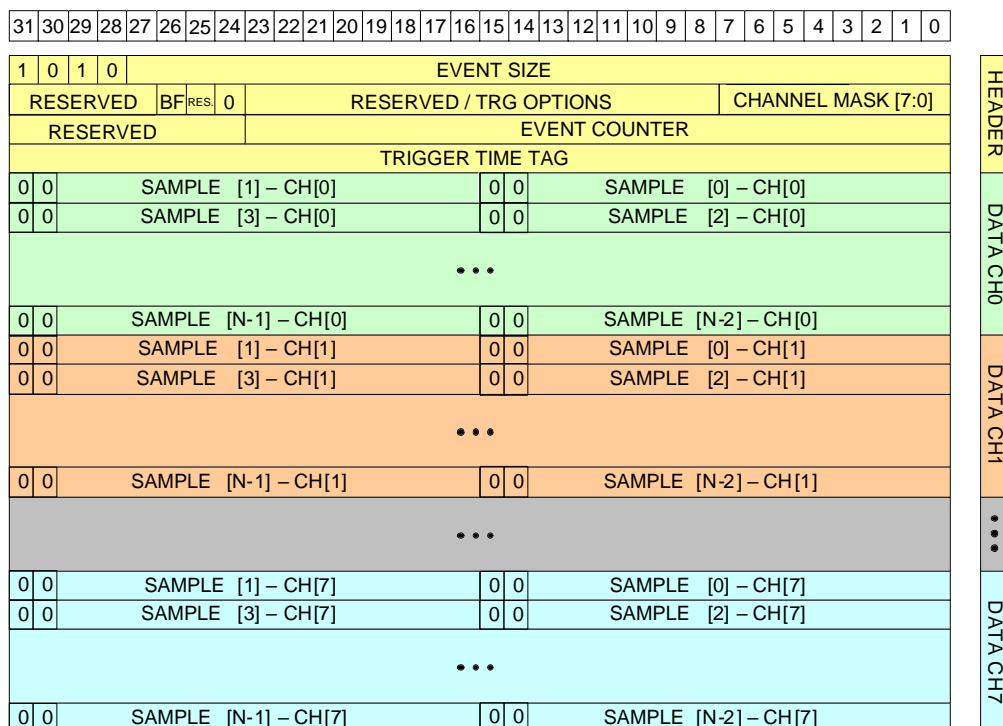 31 30 29 28 27 26 25 24 23 22 21 20 19 18 17 16 15 14 13 12 11 10 9 8 7 6 5 4 3 2 1 0
1 0 1 0 EVENT SIZE
RESERVED BF RES. 0 RESERVED / TRG OPTIONS CHANNEL MASK [7:0]
RESERVED EVENT COUNTER
TRIGGER TIME TAG
HEADER
0 0 SAMPLE [1] – CH[0] 0 0 SAMPLE [0] – CH[0]
0 0 SAMPLE [3] – CH[0] 0 0 SAMPLE [2] – CH[0]
•••
0 0 SAMPLE [N-1] – CH[0] 0 0 SAMPLE [N-2] – CH[0]
DATA CH0
0 0 SAMPLE [1] – CH[1] 0 0 SAMPLE [0] – CH[1]
0 0 SAMPLE [3] – CH[1] 0 0 SAMPLE [2] – CH[1]
•••
0 0 SAMPLE [N-1] – CH[1] 0 0 SAMPLE [N-2] – CH[1]
DATA CH1
•••
•••
0 0 SAMPLE [1] – CH[7] 0 0 SAMPLE [0] – CH[7]
0 0 SAMPLE [3] – CH[7] 0 0 SAMPLE [2] – CH[7]
•••
0 0 SAMPLE [N-1] – CH[7] 0 0 SAMPLE [N-2] – CH[7]
DATA CH7